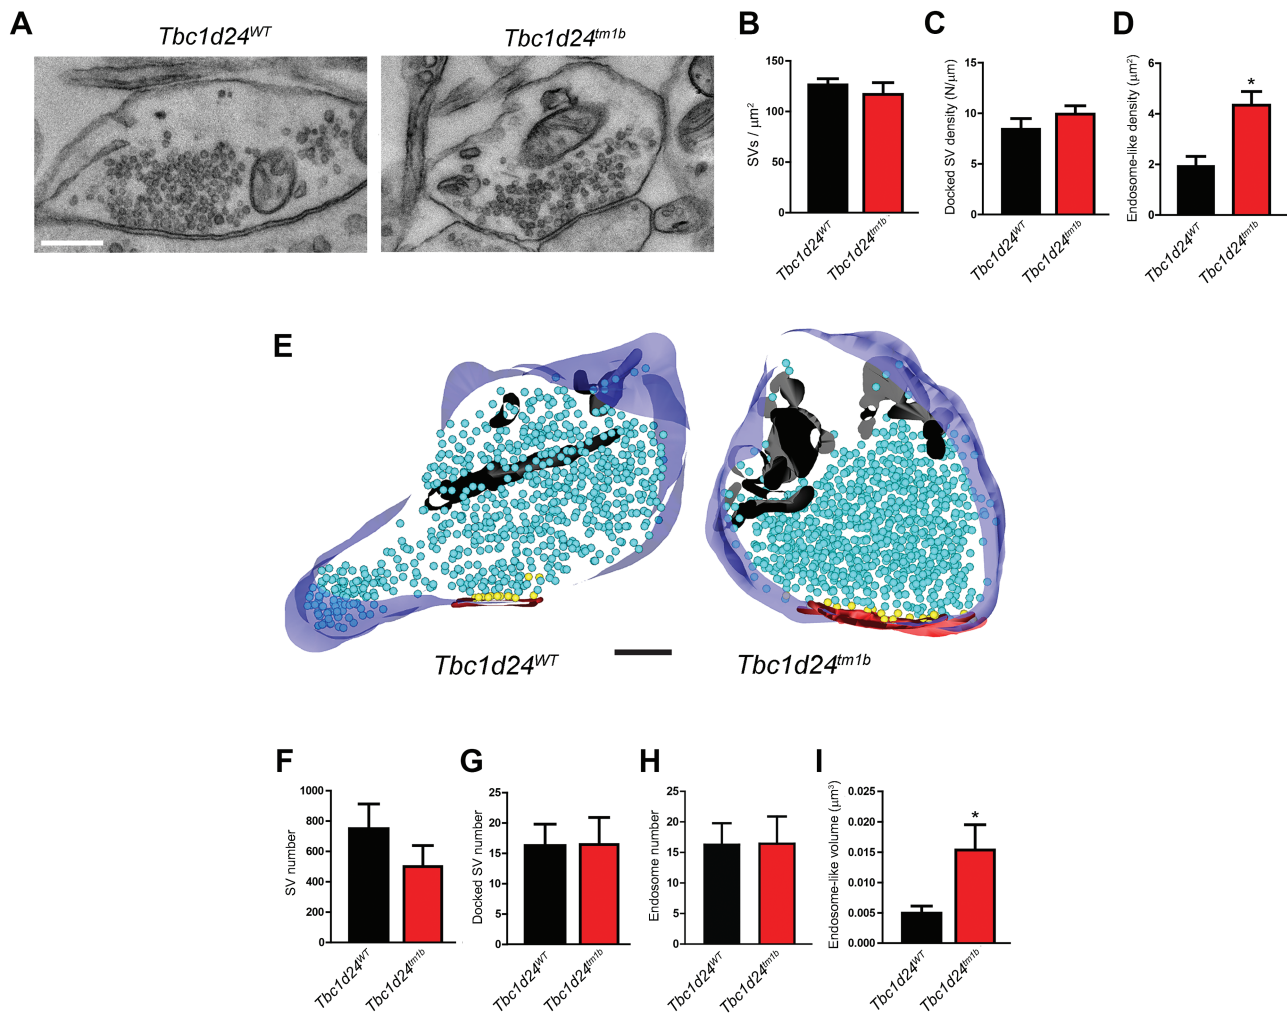 A
Tbc1d24WT
Tbc1d24tm1b
B
SVs / μm2
150
100
50
0
Tbc1d24WT
Tbc1d24tm1b
C
Docked SV density (N/μm)
15
10
5
0
Tbc1d24WT
Tbc1d24tm1b
D
Endosome-like density (μm2)
6
4
2
0
*
Tbc1d24WT
Tbc1d24tm1b
E
Tbc1d24WT
Tbc1d24tm1b
F
SV number
1000
800
600
400
200
0
Tbc1d24WT
Tbc1d24tm1b
G
Docked SV number
25
20
15
10
5
0
Tbc1d24WT
Tbc1d24tm1b
H
Endosome number
25
20
15
10
5
0
Tbc1d24WT
Tbc1d24tm1b
I
Endosome-like volume (μm3)
0.025
0.020
0.015
0.010
0.005
0.000
*
Tbc1d24WT
Tbc1d24tm1b